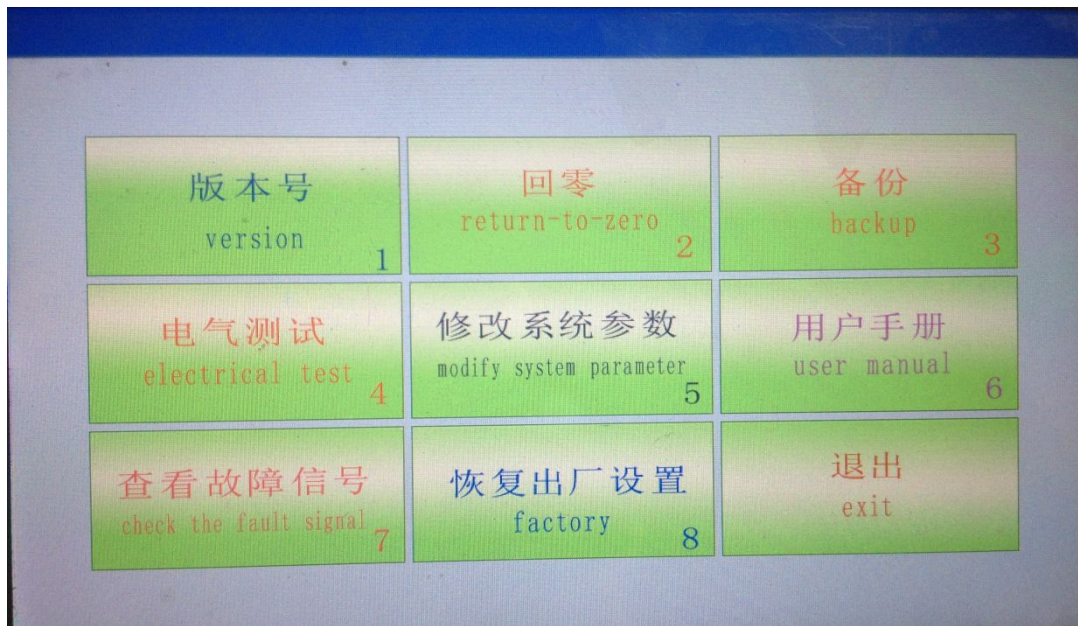 版本号
version
1
回零
return-to-zero
2
备份
backup
3
电气测试
electrical test
4
修改系统参数
modify system parameter
5
用户手册
user manual
6
查看故障信号
check the fault signal
7
恢复出厂设置
factory
8
退出
exit